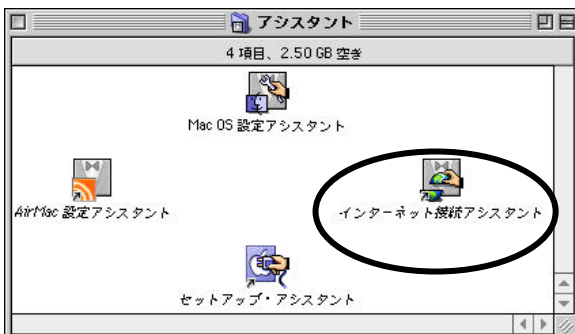 アシスタント
4 項目、2.50 GB 空き
Mac OS 設定アシスタント
AirMac 設定アシスタント
インターネット接続アシスタント
セットアップ・アシスタント